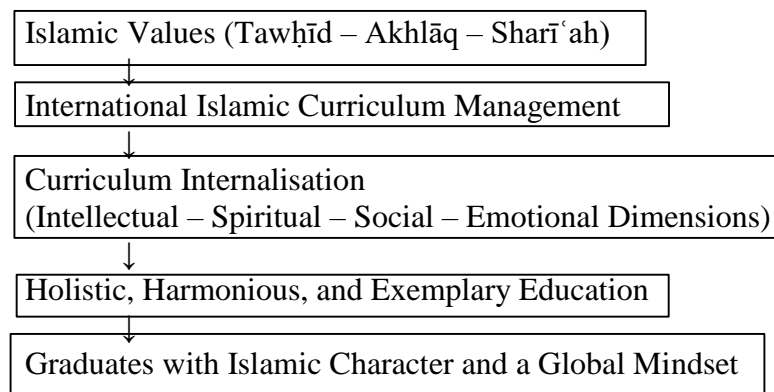 Islamic Values (Tawḥīd – Akhlāq – Sharīʿah)
↓
International Islamic Curriculum Management
↓
Curriculum Internalisation
(Intellectual – Spiritual – Social – Emotional Dimensions)
↓
Holistic, Harmonious, and Exemplary Education
↓
Graduates with Islamic Character and a Global Mindset